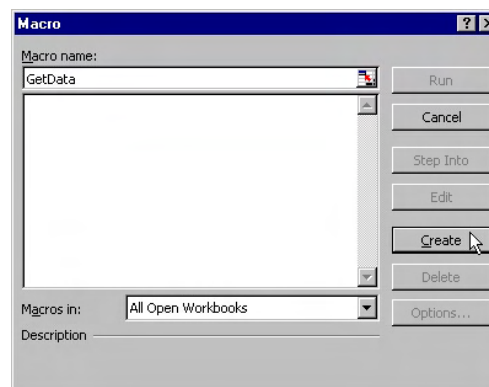 Macro
Macro name:
GetData
Run
Cancel
Step Into
Edit
Create
Delete
Macros in: All Open Workbooks
Options...
Description